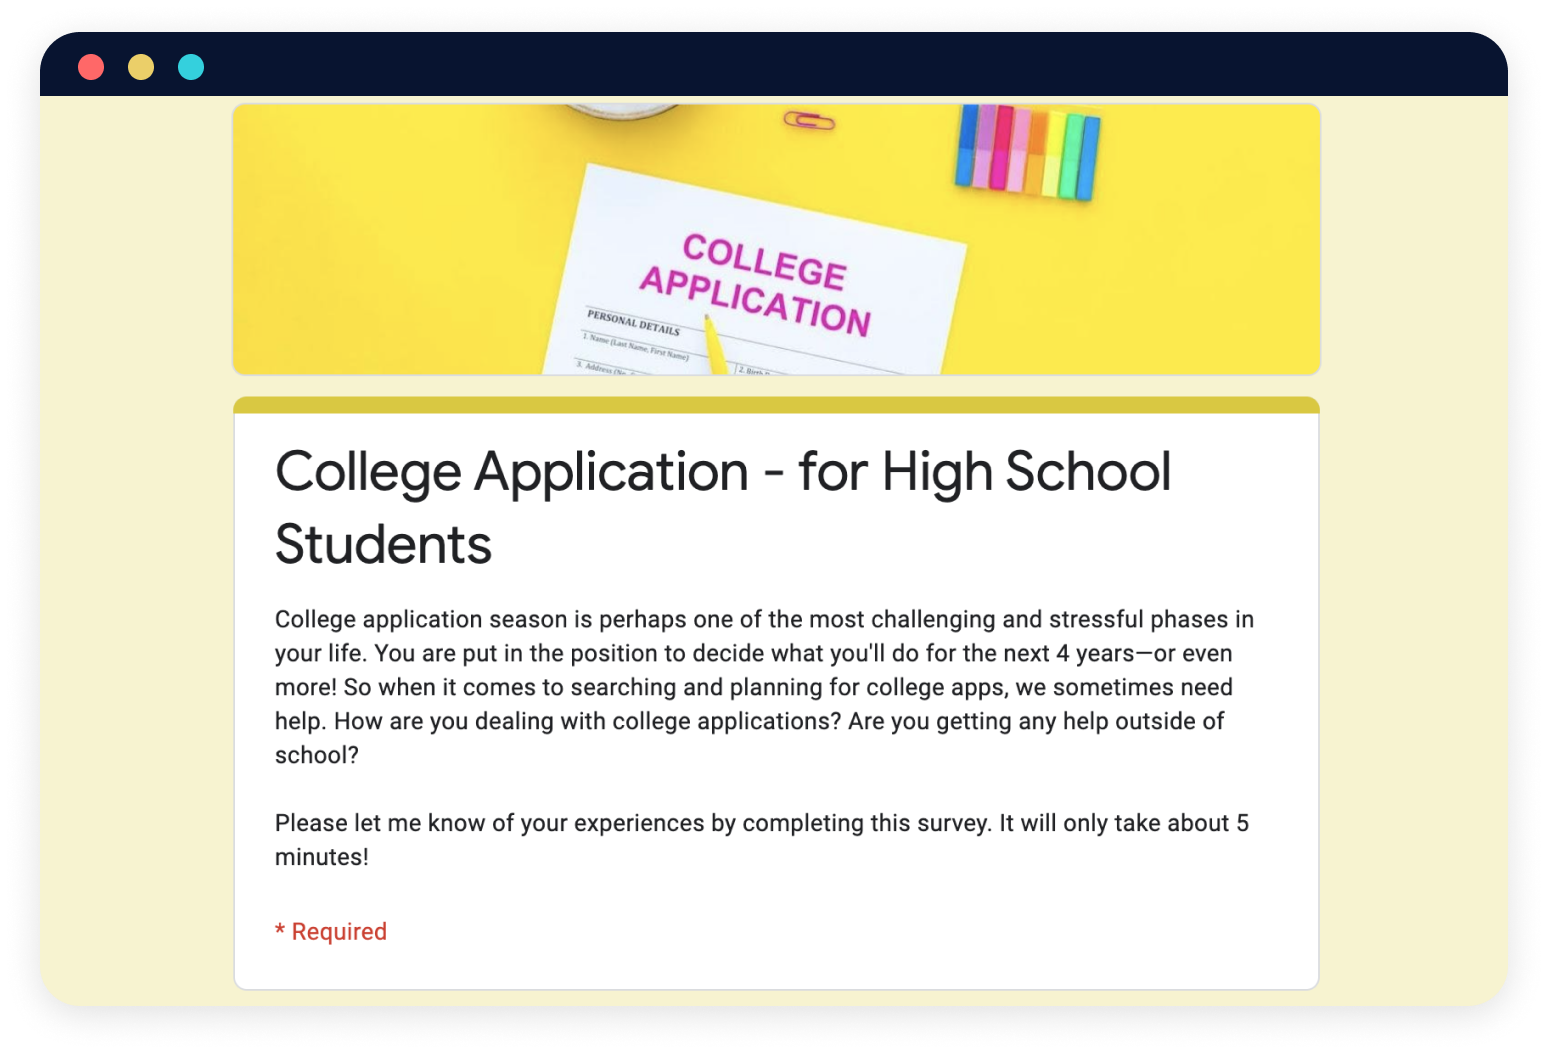 COLLEGE
APPLICATION
PERSONAL DETAILS
1. Name (Last Name, First Name)
2. Birth
3. Address (No.
College Application - for High School
Students
College application season is perhaps one of the most challenging and stressful phases in
your life. You are put in the position to decide what you'll do for the next 4 years—or even
more! So when it comes to searching and planning for college apps, we sometimes need
help. How are you dealing with college applications? Are you getting any help outside of
school?
Please let me know of your experiences by completing this survey. It will only take about 5
minutes!
* Required